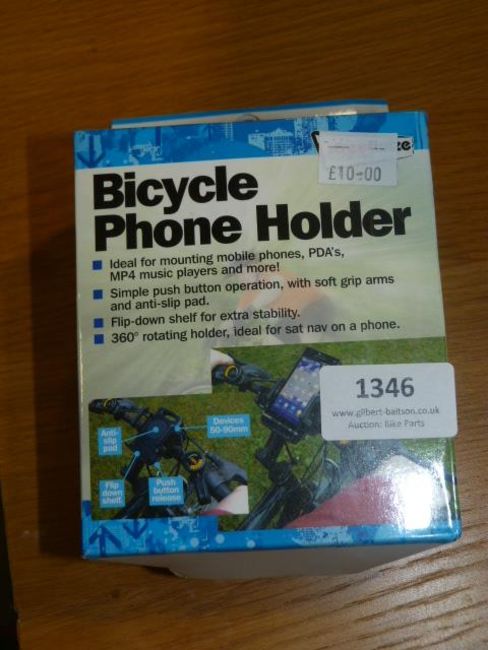 £10-00
Bicycle
Phone Holder
Ideal for mounting mobile phones, PDA's,
MP4 music players and more!
Simple push button operation, with soft grip arms
and anti-slip pad.
Flip-down shelf for extra stability.
360° rotating holder, ideal for sat nav on a phone.
1346
www.gilbert-baitson.co.uk
Auction: Bike Parts
Anti-
slip
pad
Devices
50-90mm
Flip
down
shelf
Push
button
release